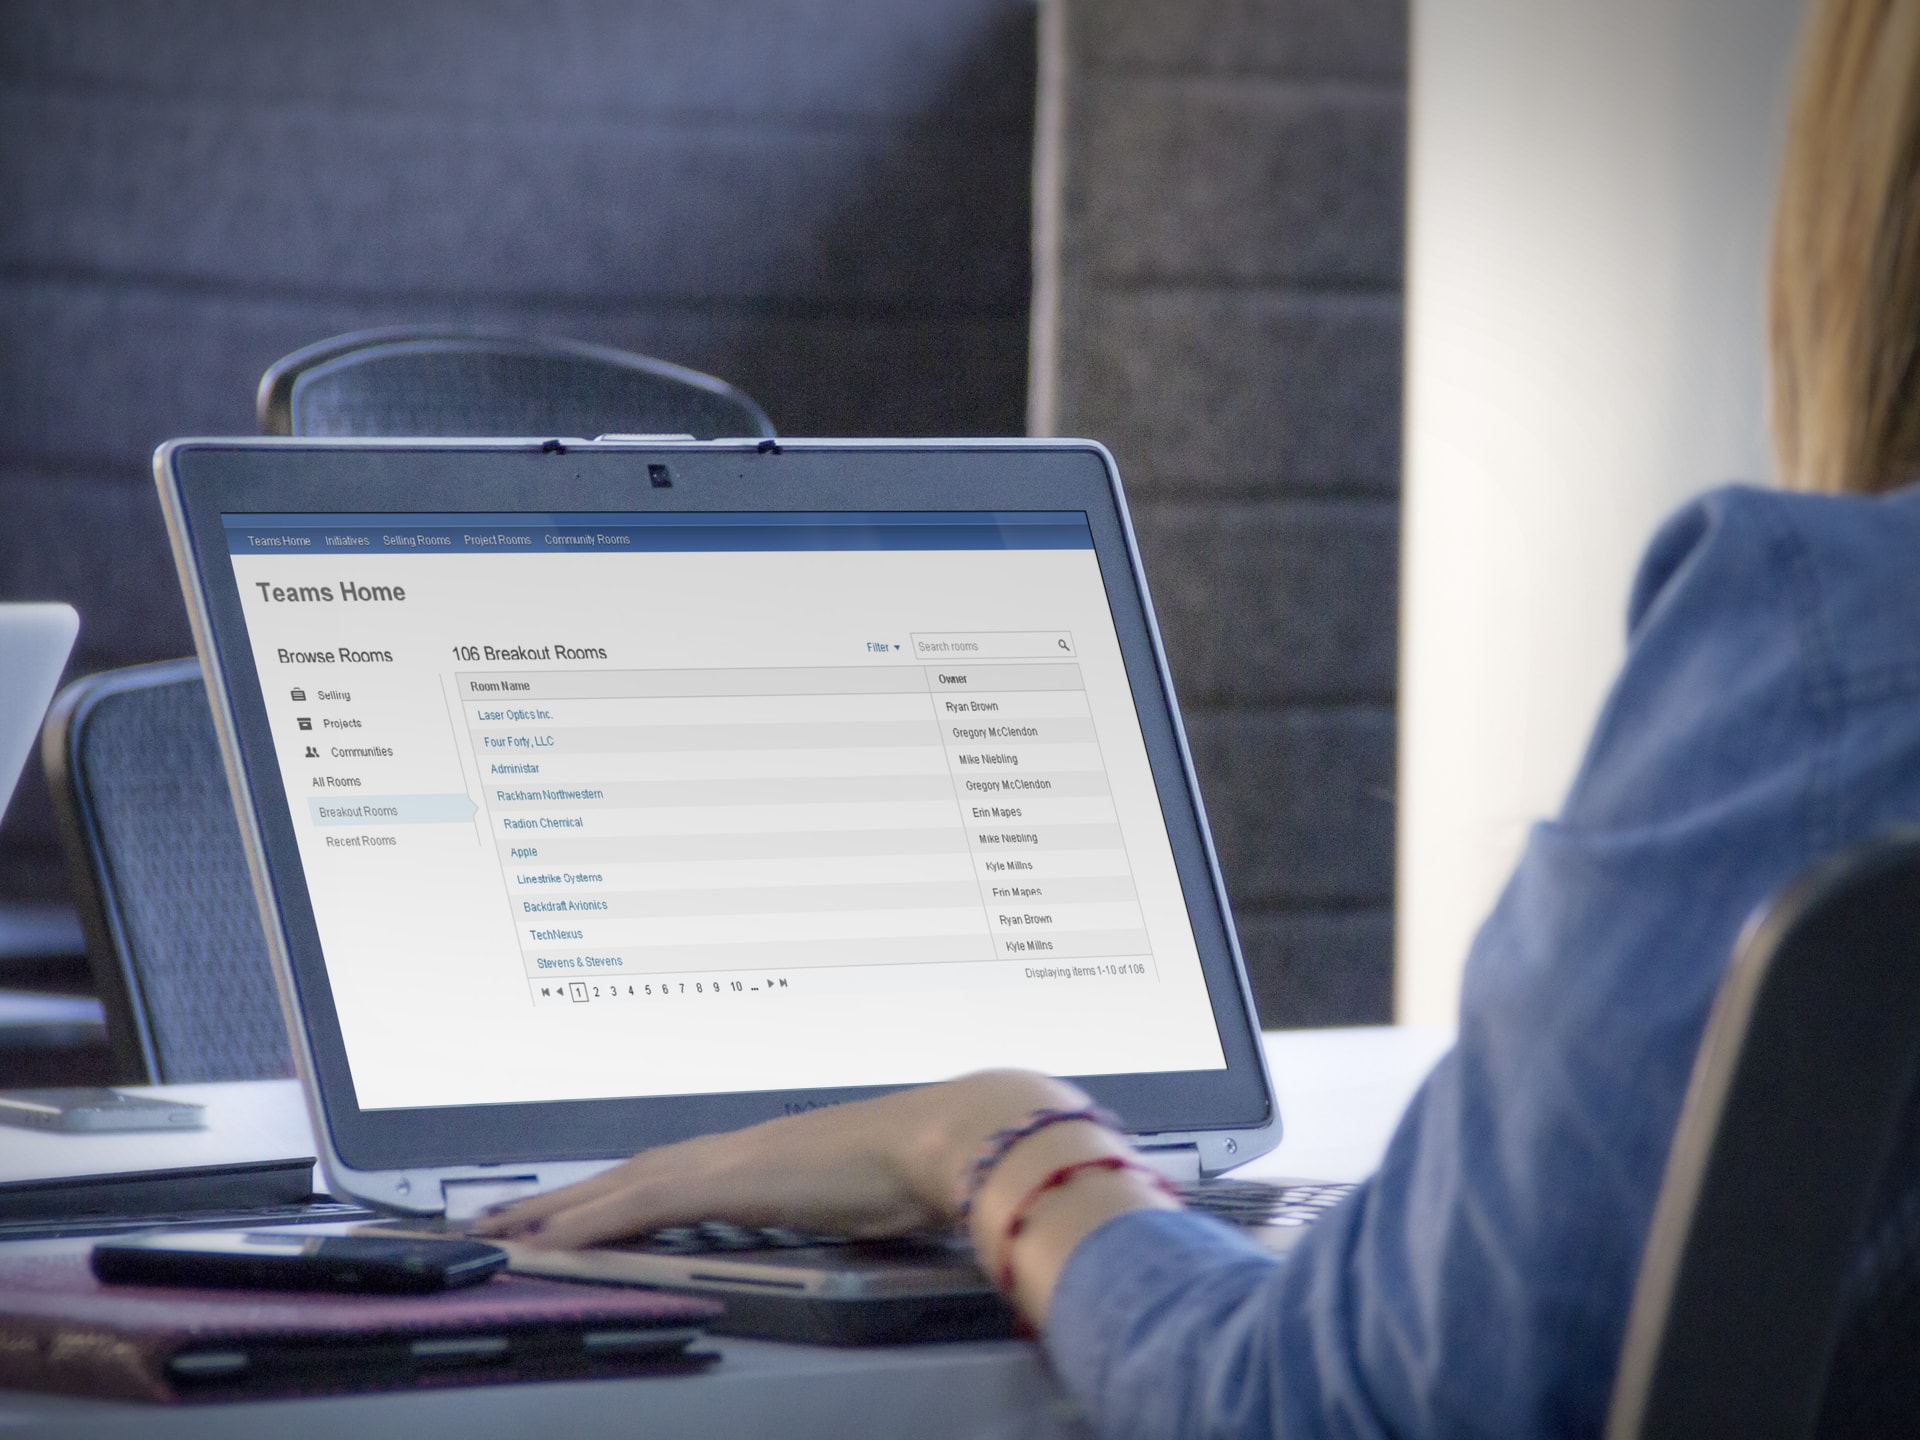 Teams Home Initiatives Selling Rooms Project Rooms Community Rooms
Teams Home
Browse Rooms
Selling
Projects
Communities
All Rooms
Breakout Rooms
Recent Rooms
106 Breakout Rooms
Filter
Search rooms
Room Name Owner
Laser Optics Inc. Ryan Brown
Four Forty, LLC Gregory McClendon
Administar Mike Niebling
Rackham Northwestern Gregory McClendon
Radion Chemical Erin Mapes
Apple Mike Niebling
Linestrike Systems Kyle Millns
Backdraft Avionics Erin Mapes
TechNexus Ryan Brown
Stevens & Stevens Kyle Millns
1 2 3 4 5 6 7 8 9 10 ...
Displaying items 1-10 of 106